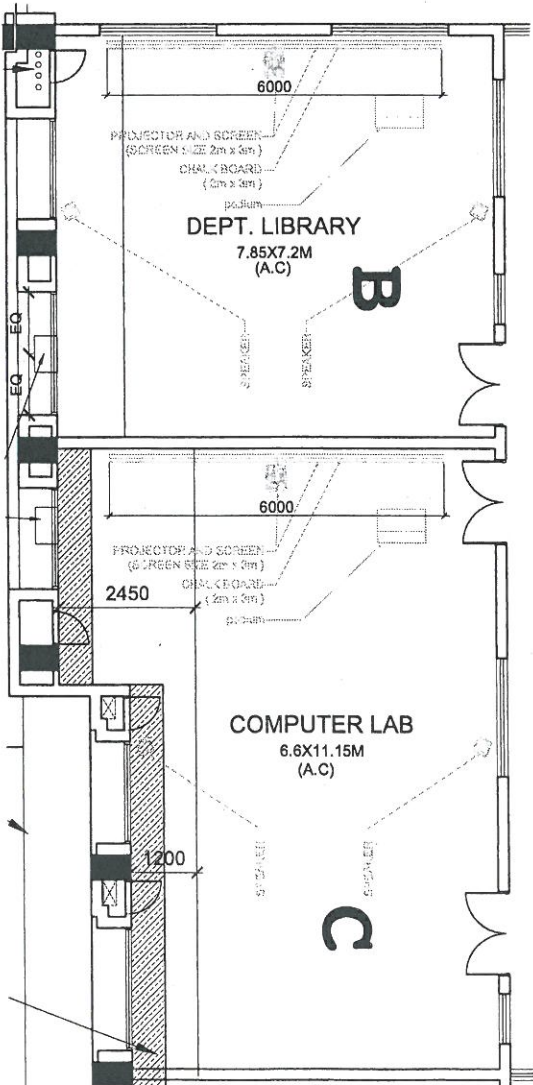 6000
PROJECTOR AND SCREEN
(SCREEN SIZE 2m x 3m )
CHALK BOARD
( 2m x 3m )
podium
DEPT. LIBRARY
7.85X7.2M
(A.C)
B
EQ
EQ
SPEAKER
SPEAKER
6000
PROJECTOR AND SCREEN
(SCREEN SIZE 2m x 3m )
CHALK BOARD
( 2m x 3m )
podium
2450
COMPUTER LAB
6.6X11.15M
(A.C)
1200
SPEAKER
SPEAKER
C